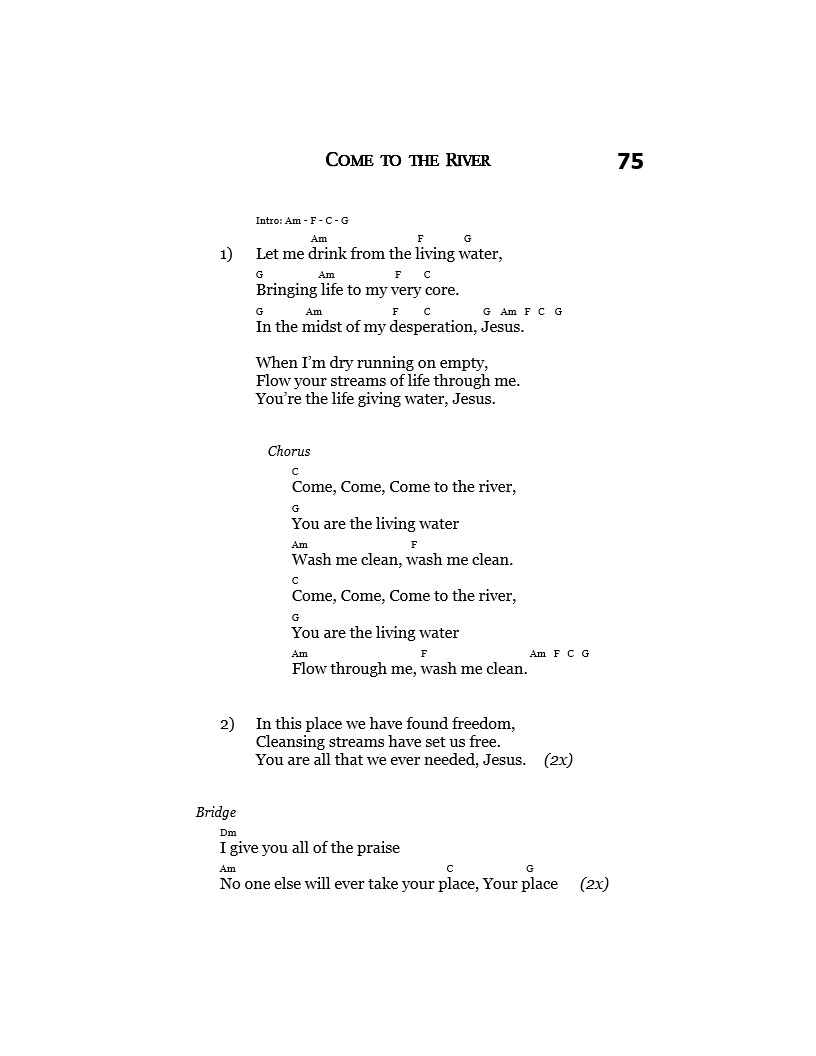 COME TO THE RIVER 75
Intro: Am - F - C - G
Am F G
1) Let me drink from the living water,
G Am F C
Bringing life to my very core.
G Am F C G Am F C G
In the midst of my desperation, Jesus.
When I'm dry running on empty,
Flow your streams of life through me.
You're the life giving water, Jesus.
Chorus
C
Come, Come, Come to the river,
G
You are the living water
Am F
Wash me clean, wash me clean.
C
Come, Come, Come to the river,
G
You are the living water
Am F Am F C G
Flow through me, wash me clean.
2) In this place we have found freedom,
Cleansing streams have set us free.
You are all that we ever needed, Jesus. (2x)
Bridge
Dm
I give you all of the praise
Am C G
No one else will ever take your place, Your place (2x)